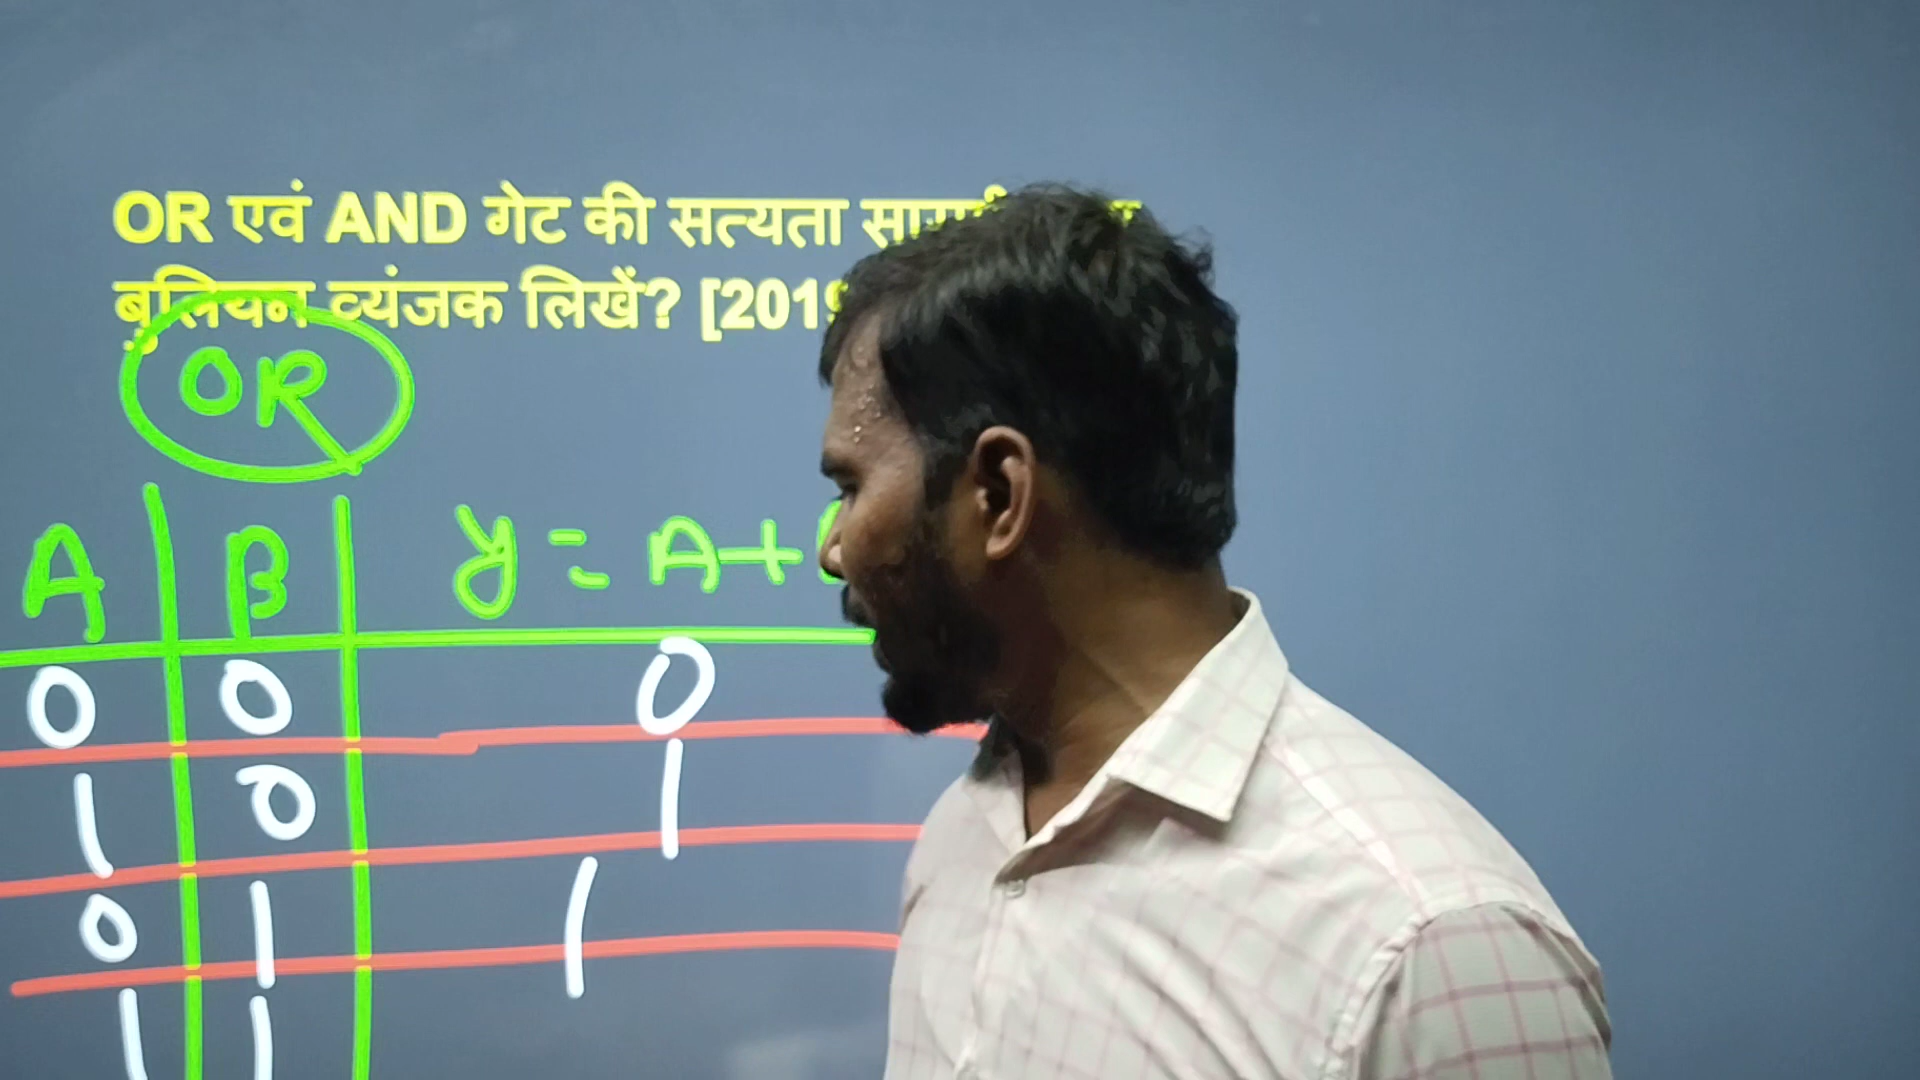 OR एवं AND गेट की सत्यता
बुलियन व्यंजक लिखें? [2019
OR
A B y = A +
0 0 0
1 0 1
0 1 1
1 1